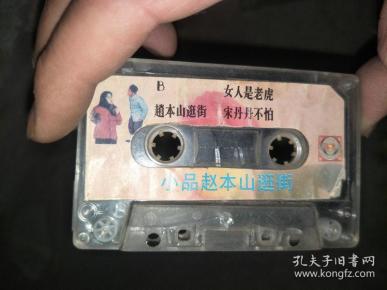 B
女人是老虎
趙本山逛街 宋丹丹不怕
小品赵本山逛街
孔夫子旧书网
www.kongfz.com